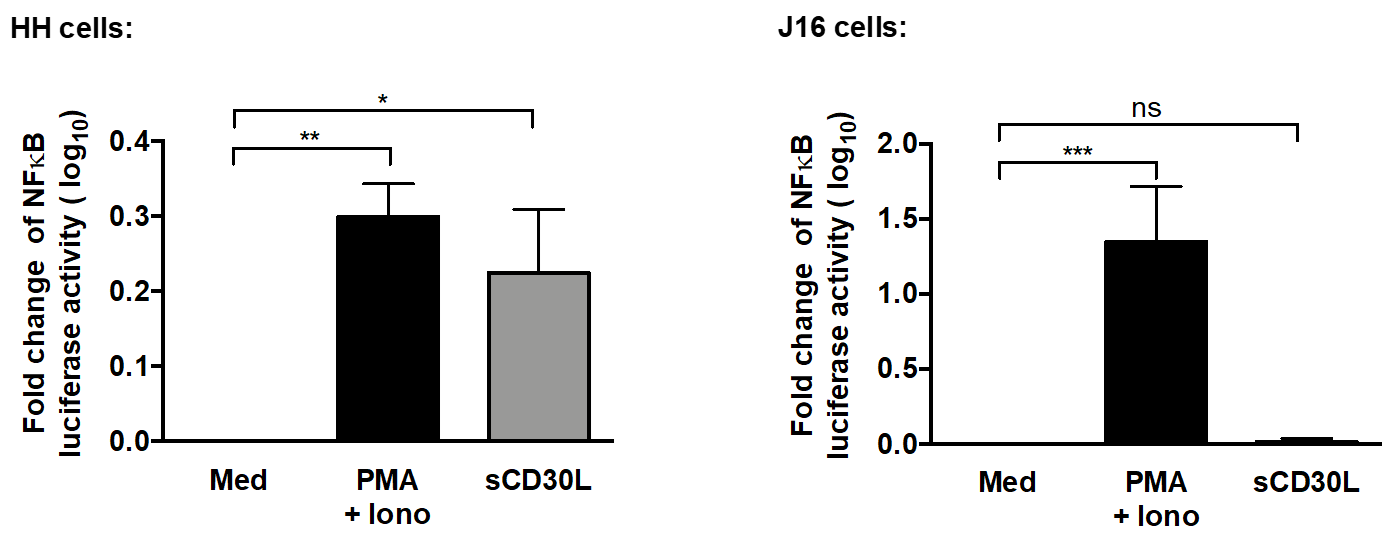 HH cells:
Fold change of NFκB
luciferase activity ( log10)
0.4
0.3
0.2
0.1
0.0
*
**
Med
PMA
+ Iono
sCD30L
J16 cells:
Fold change of NFκB
luciferase activity ( log10)
2.0
1.5
1.0
0.5
0.0
ns
***
Med
PMA
+ Iono
sCD30L